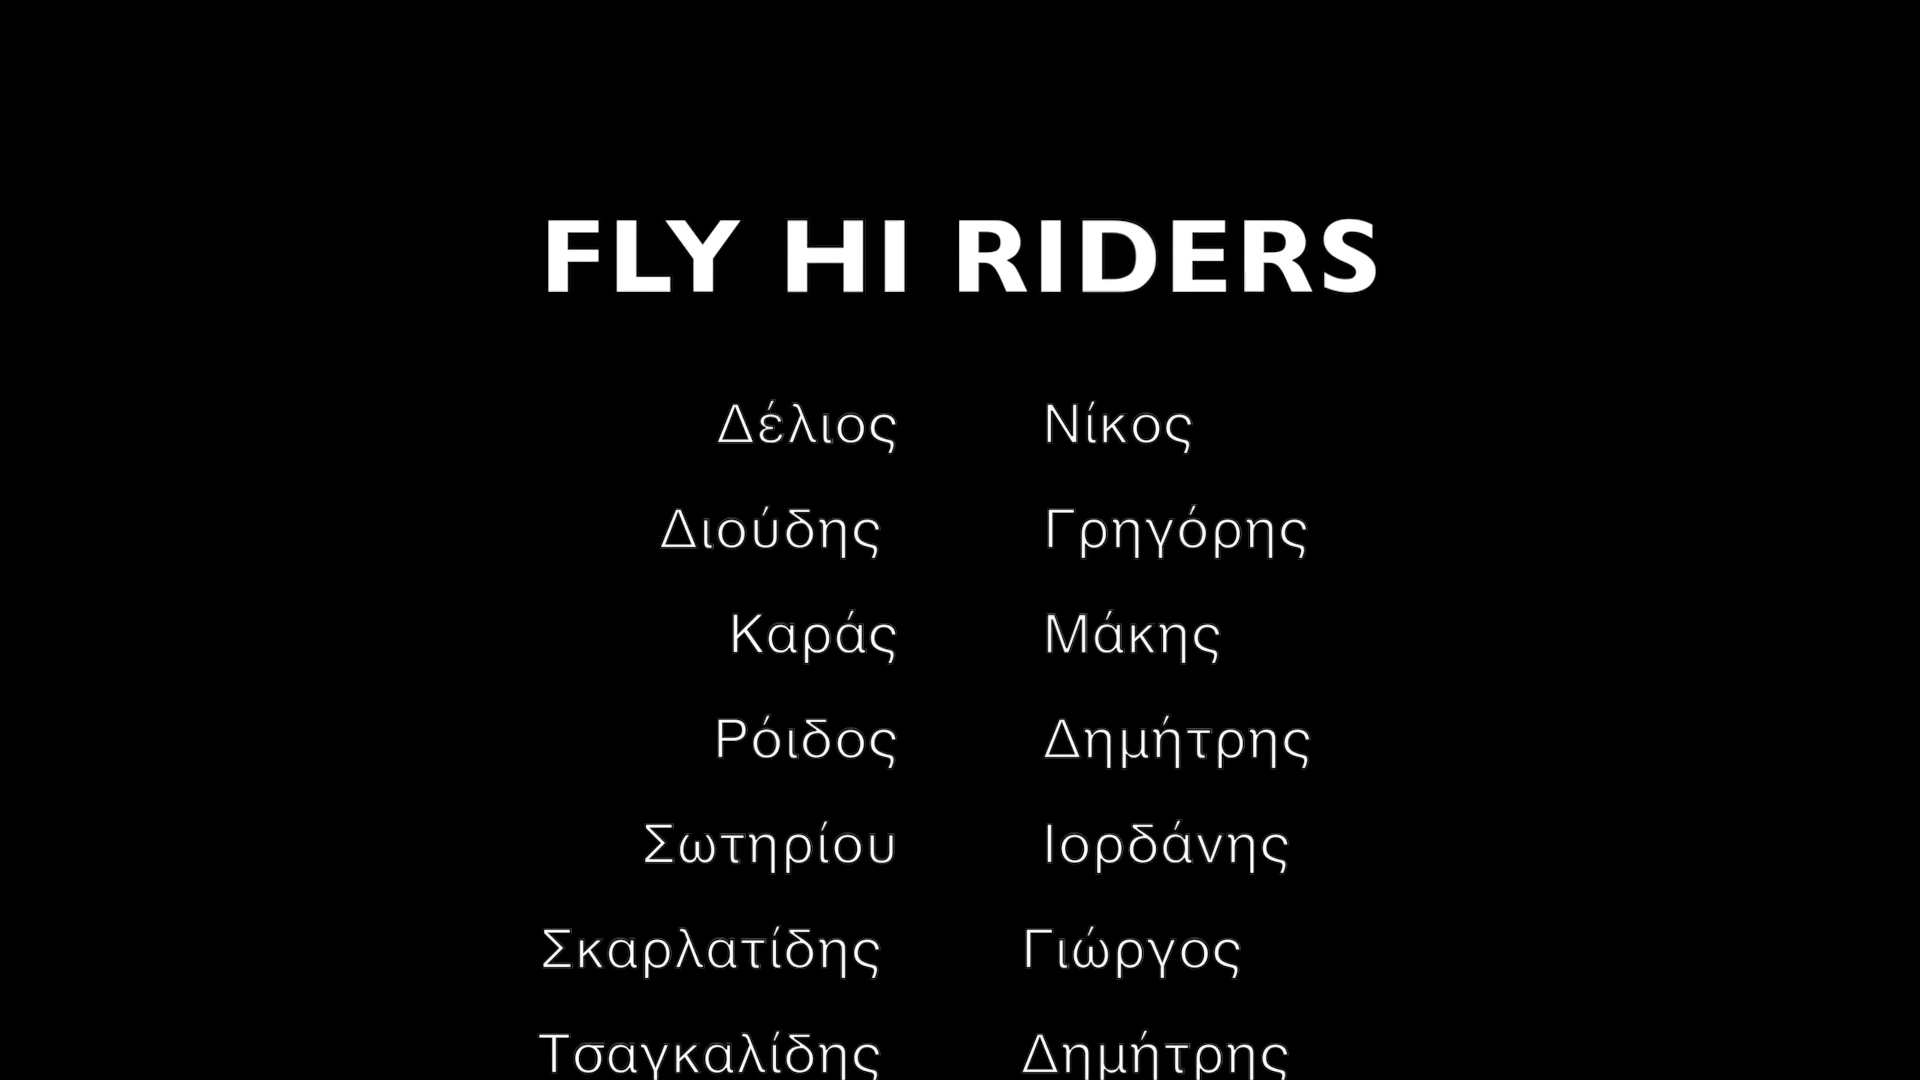 FLY HI RIDERS
Δέλιος Νίκος
Διούδης Γρηγόρης
Καράς Μάκης
Ρόιδος Δημήτρης
Σωτηρίου Ιορδάνης
Σκαρλατίδης Γιώργος
Τσαγκαλίδης Δημήτρης